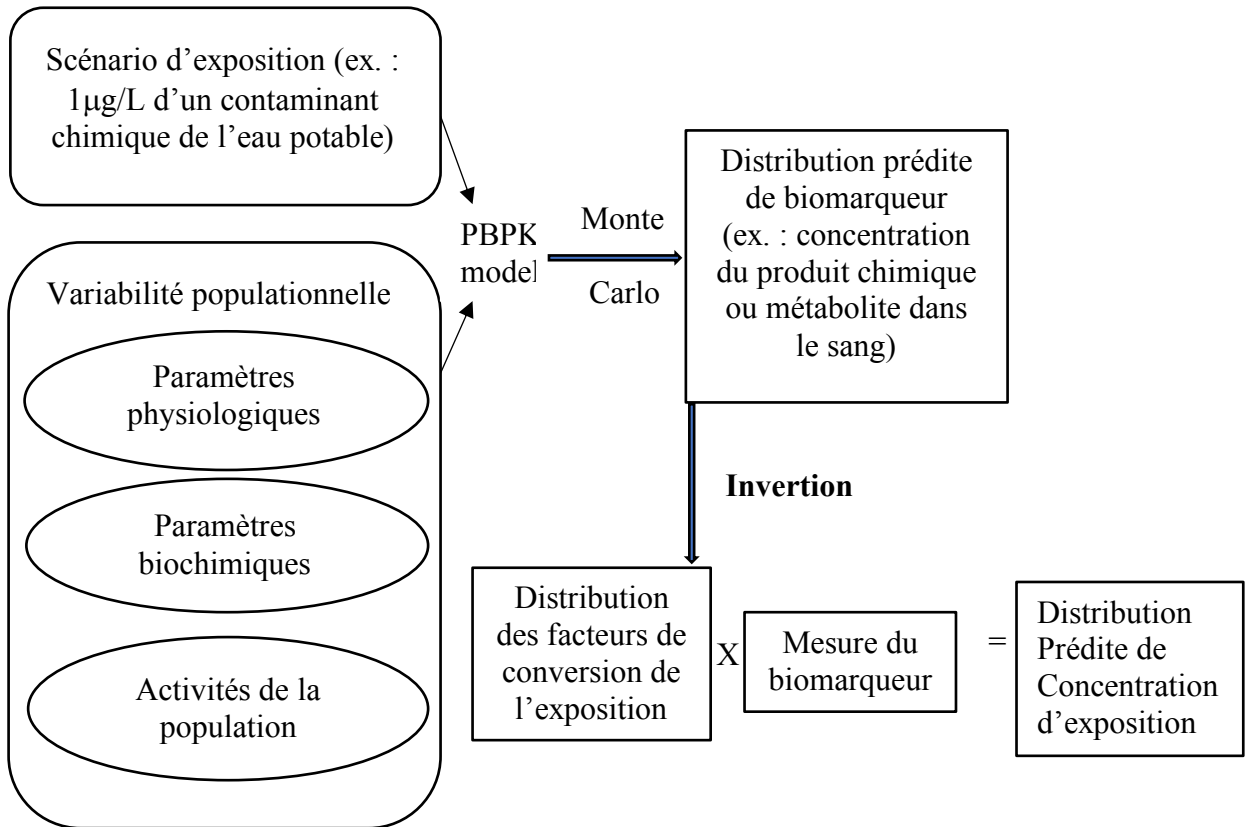 Scénario d’exposition (ex. :
1µg/L d’un contaminant
chimique de l’eau potable)
Variabilité populationnelle
Paramètres
physiologiques
Paramètres
biochimiques
Activités de la
population
PBPK
model
Monte
Carlo
Distribution prédite
de biomarqueur
(ex. : concentration
du produit chimique
ou métabolite dans
le sang)
Invertion
Distribution
des facteurs de
conversion de
l’exposition
X
Mesure du
biomarqueur
=
Distribution
Prédite de
Concentration
d’exposition